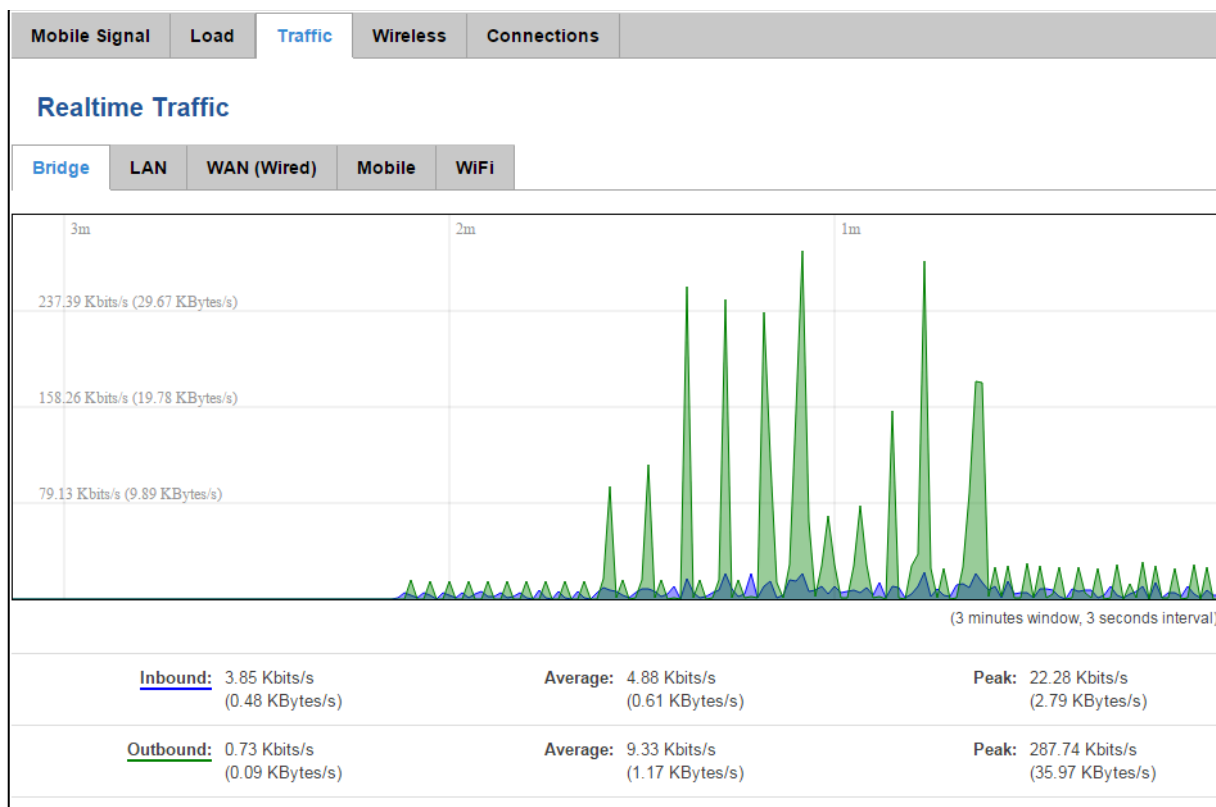 Mobile Signal Load Traffic Wireless Connections
Realtime Traffic
Bridge LAN WAN (Wired) Mobile WiFi
3m 2m 1m
237.39 Kbits/s (29.67 KBytes/s)
158.26 Kbits/s (19.78 KBytes/s)
79.13 Kbits/s (9.89 KBytes/s)
(3 minutes window, 3 seconds interval)
Inbound: 3.85 Kbits/s Average: 4.88 Kbits/s Peak: 22.28 Kbits/s
(0.48 KBytes/s) (0.61 KBytes/s) (2.79 KBytes/s)
Outbound: 0.73 Kbits/s Average: 9.33 Kbits/s Peak: 287.74 Kbits/s
(0.09 KBytes/s) (1.17 KBytes/s) (35.97 KBytes/s)